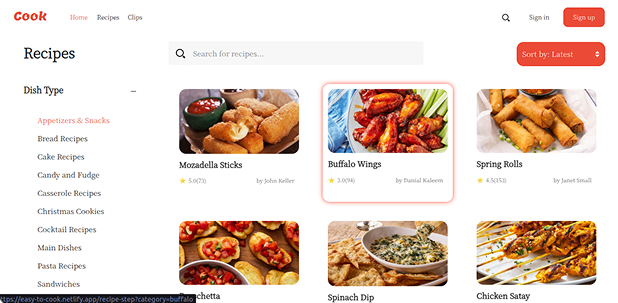 Cook
Home Recipes Clips
Sign in
Sign up
Recipes
Search for recipes...
Sort by: Latest
Dish Type
Appetizers & Snacks
Bread Recipes
Cake Recipes
Candy and Fudge
Casserole Recipes
Christmas Cookies
Cocktail Recipes
Main Dishes
Pasta Recipes
Sandwiches
Mozadella Sticks
5.0(73) by John Keller
Buffalo Wings
3.0(94) by Danial Kaleem
Spring Rolls
4.5(153) by Janet Small
chetta
Spinach Dip
Chicken Satay
ttps://easy-to-cook.netlify.app/recipe-step?category=buffalo